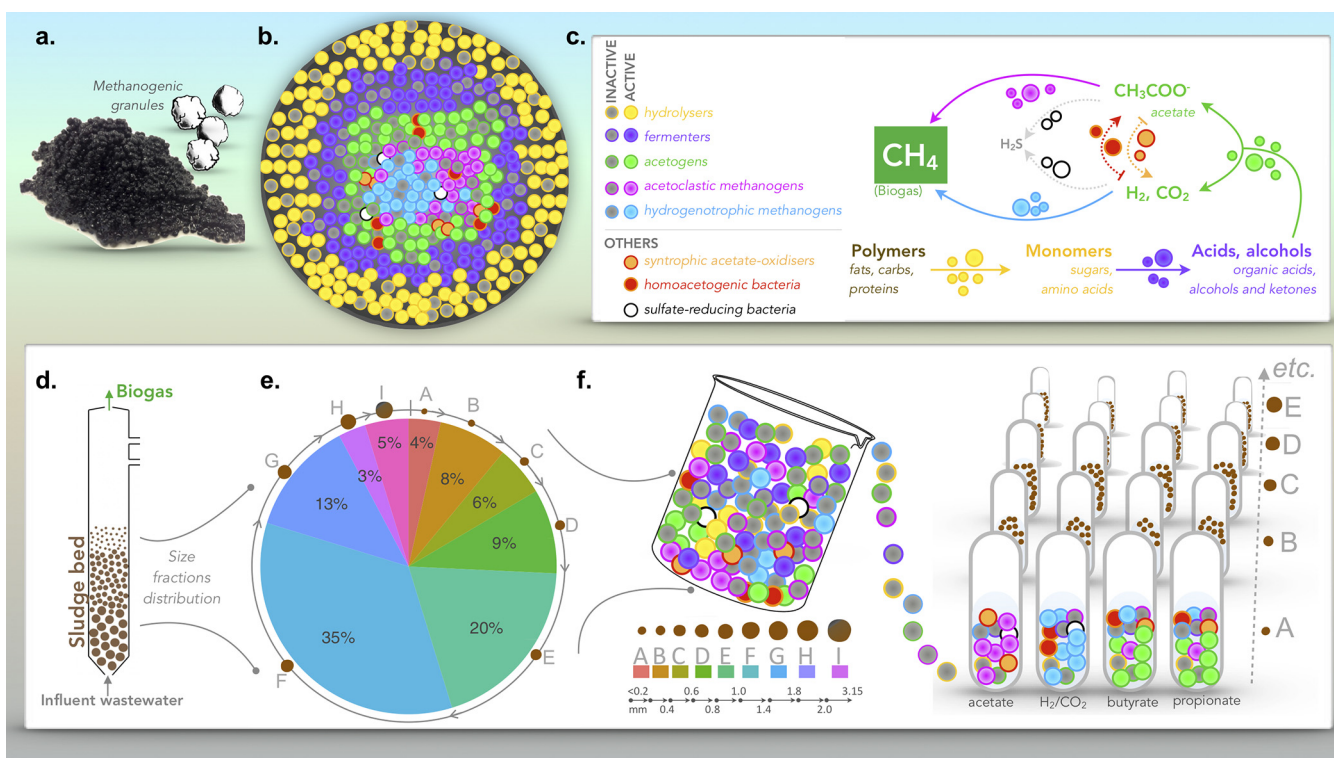 a.
Methanogenic
granules
b.
c.
INACTIVE
ACTIVE
hydrolysers
fermenters
acetogens
acetoclastic methanogens
hydrogenotrophic methanogens
OTHERS
syntrophic acetate-oxidisers
homoacetogenic bacteria
sulfate-reducing bacteria
CH4
(Biogas)
H2S
CH3COO-
acetate
H2, CO2
Polymers
fats, carbs,
proteins
Monomers
sugars,
amino acids
Acids, alcohols
organic acids,
alcohols and ketones
d.
Biogas
Sludge bed
Influent wastewater
Size
fractions
distribution
e.
A
B
C
D
E
F
G
H
I
4%
8%
6%
9%
20%
35%
13%
3%
5%
f.
A B C D E F G H I
<0.2 0.6 1.0 1.8 3.15
mm 0.4 0.8 1.4 2.0
acetate
H2/CO2
butyrate
propionate
etc.
E
D
C
B
A